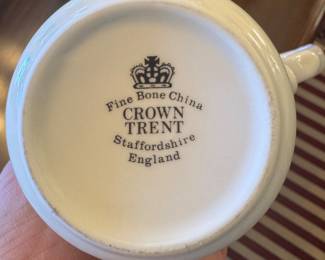 Fine Bone China
CROWN
TRENT
Staffordshire
England